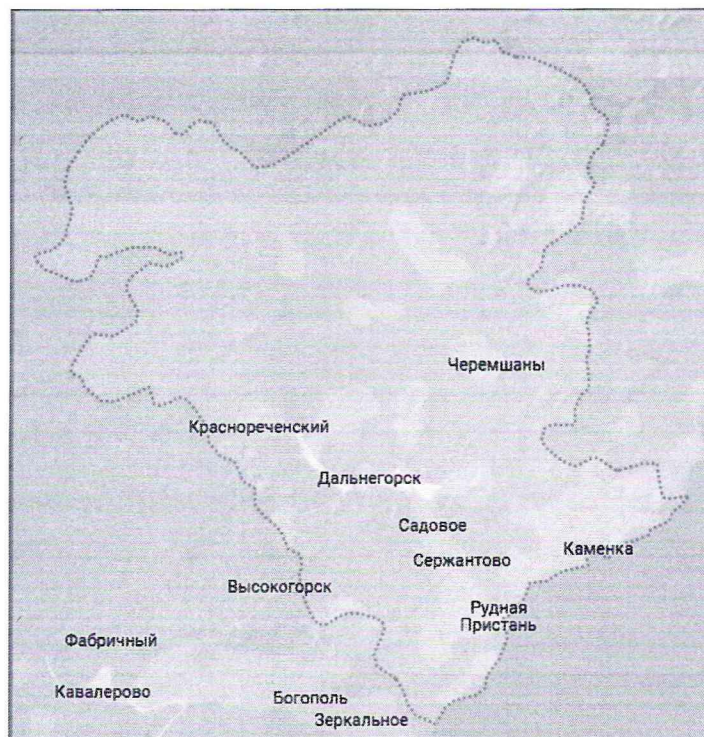 Черемшаны
Краснореченский
Дальнегорск
Садовое
Каменка
Сержантово
Высокогорск
Рудная
Пристань
Фабричный
Кавалерово
Богополь
Зеркальное